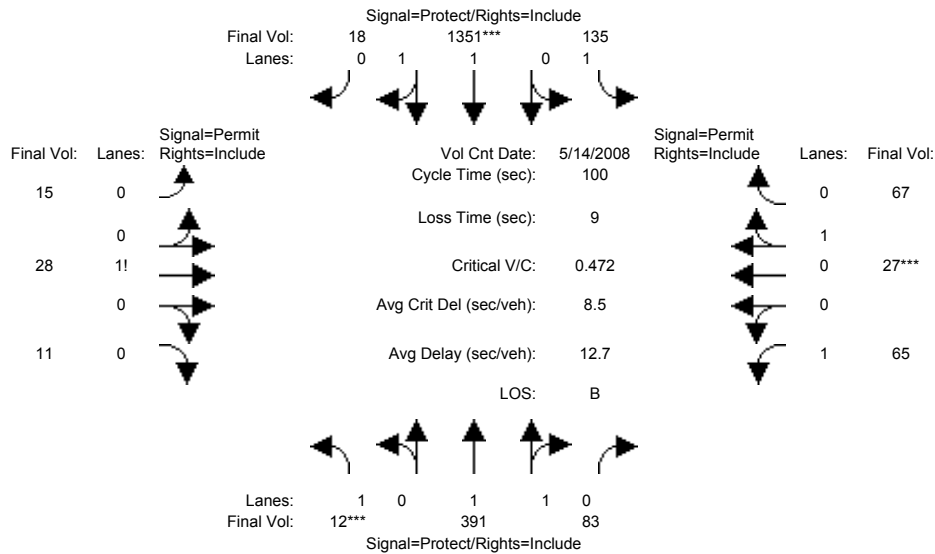 Signal=Protect/Rights=Include
Final Vol: 18 1351*** 135
Lanes: 0 1 1 0 1
Signal=Permit Signal=Permit
Final Vol: Lanes: Rights=Include Vol Cnt Date: 5/14/2008 Rights=Include Lanes: Final Vol:
Cycle Time (sec): 100
15 0 0 67
Loss Time (sec): 9
0 1
28 1! Critical V/C: 0.472 0 27***
0 Avg Crit Del (sec/veh): 8.5 0
11 0 Avg Delay (sec/veh): 12.7 1 65
LOS: B
Lanes: 1 0 1 1 0
Final Vol: 12*** 391 83
Signal=Protect/Rights=Include